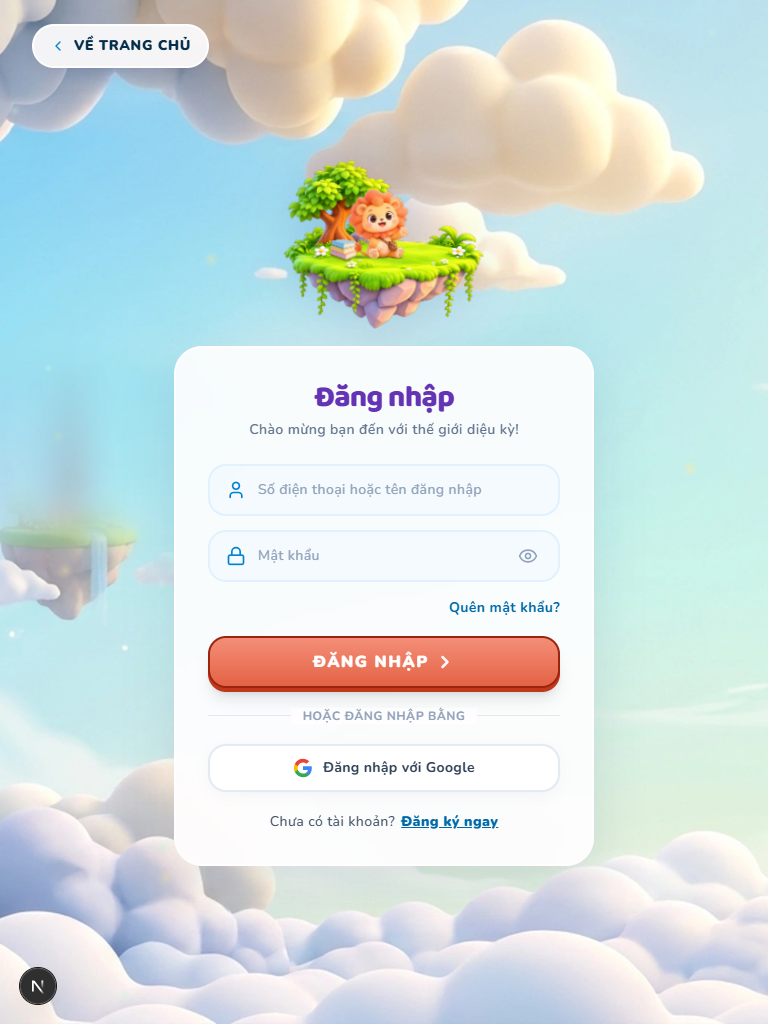 VỀ TRANG CHỦ
Đăng nhập
Chào mừng bạn đến với thế giới diệu kỳ!
Số điện thoại hoặc tên đăng nhập
Mật khẩu
Quên mật khẩu?
ĐĂNG NHẬP
HOẶC ĐĂNG NHẬP BẰNG
Đăng nhập với Google
Chưa có tài khoản? Đăng ký ngay
N